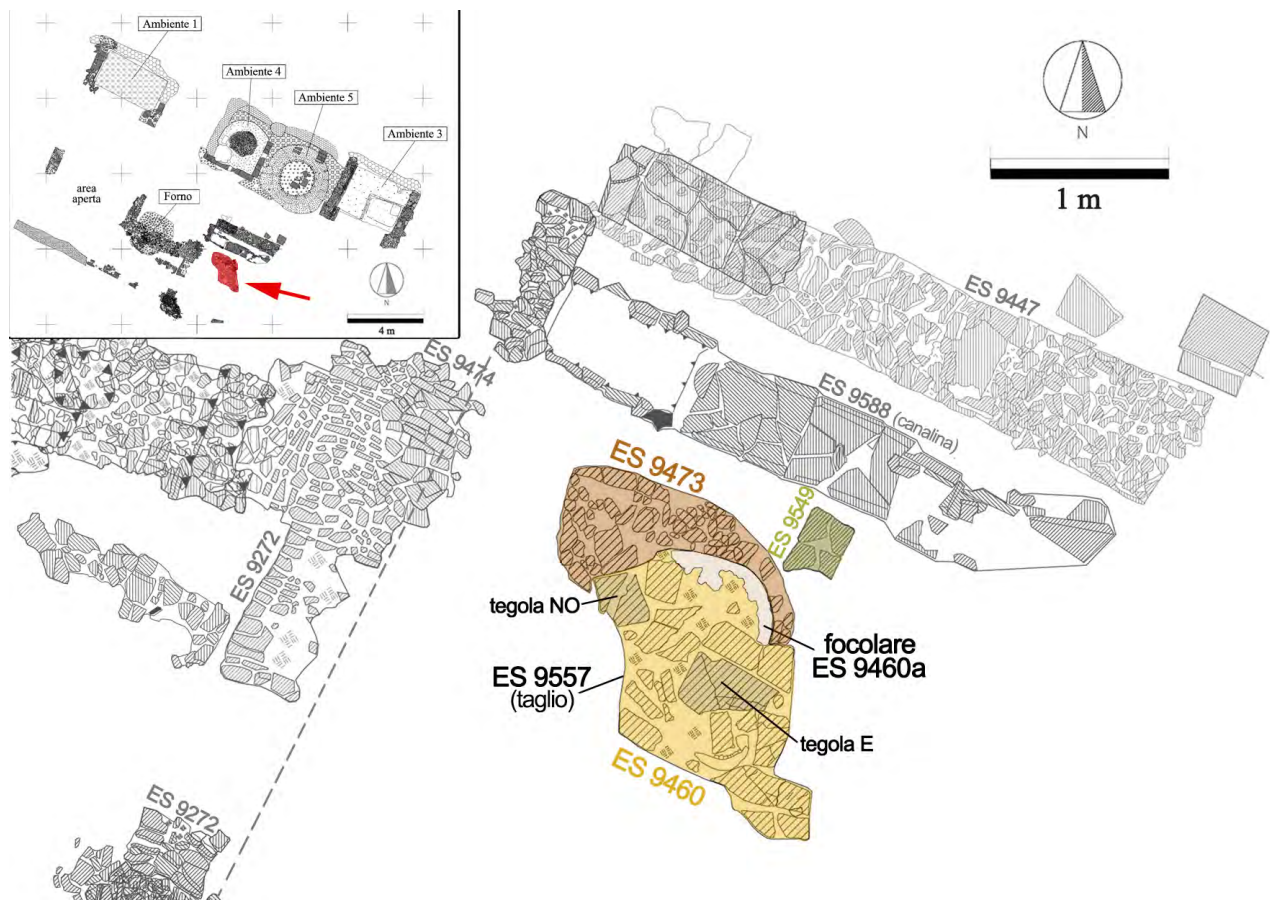 Ambiente 1
Ambiente 4
Ambiente 5
Ambiente 3
area
aperta
Forno
N
4 m
N
1 m
ES 9447
ES 9474
ES 9588 (canalina)
ES 9473
ES 9549
ES 9272
tegola NO
focolare
ES 9460a
ES 9557
(taglio)
tegola E
ES 9460
ES 9272